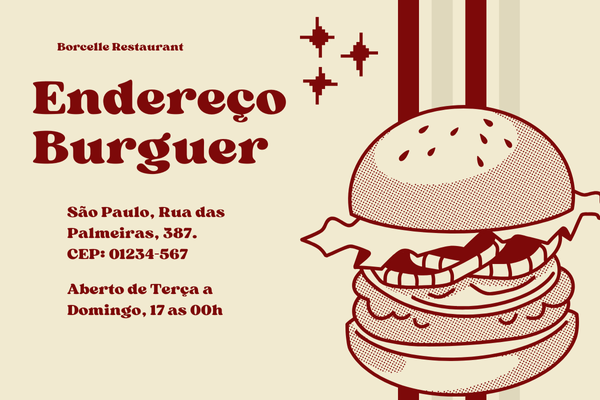 Borcelle Restaurant
Endereço
Burguer
São Paulo, Rua das
Palmeiras, 387.
CEP: 01234-567
Aberto de Terça a
Domingo, 17 as 00h